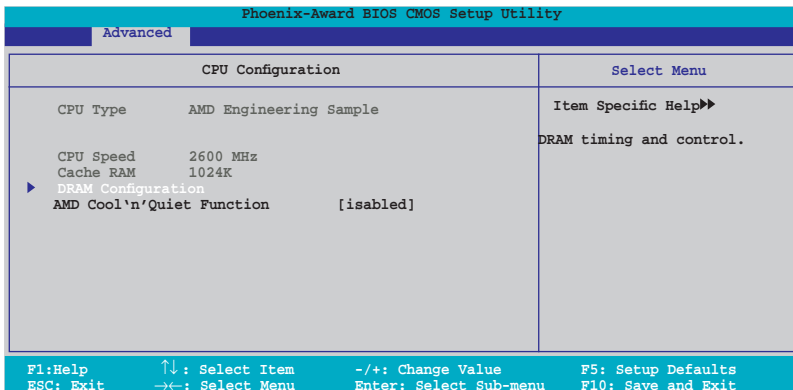 Phoenix-Award BIOS CMOS Setup Utility
Advanced
CPU Configuration
Select Menu
CPU Type AMD Engineering Sample
Item Specific Help▶▶
DRAM timing and control.
CPU Speed 2600 MHz
Cache RAM 1024K
▶ DRAM Configuration
AMD Cool‘n’Quiet Function [isabled]
F1:Help ↑↓: Select Item -/+: Change Value F5: Setup Defaults
ESC: Exit →←: Select Menu Enter: Select Sub-menu F10: Save and Exit